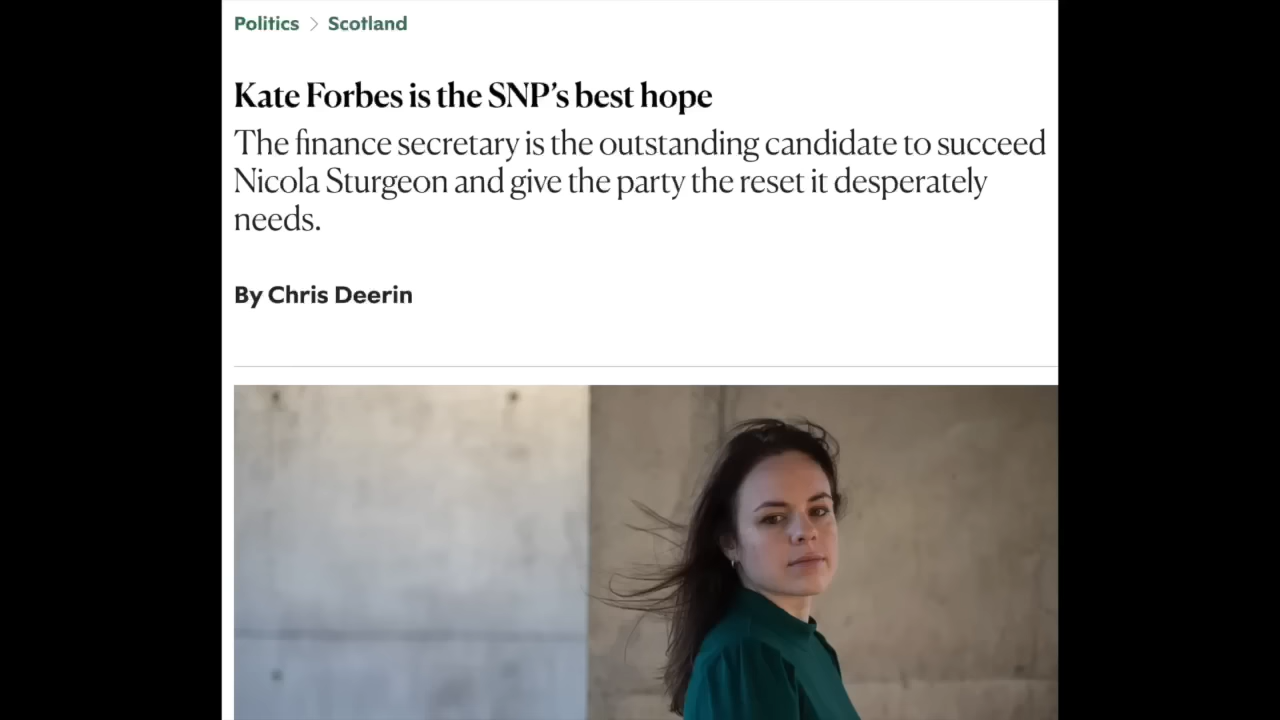 Politics > Scotland
Kate Forbes is the SNP’s best hope
The finance secretary is the outstanding candidate to succeed
Nicola Sturgeon and give the party the reset it desperately
needs.
By Chris Deerin